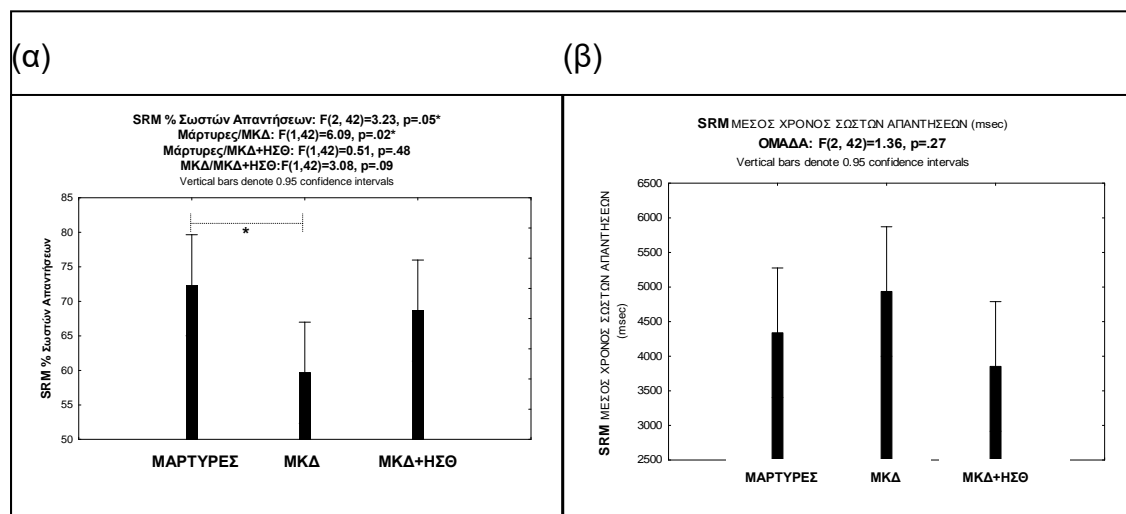 (α)
(β)
SRM % Σωστών Απαντήσεων: F(2, 42)=3.23, p=.05*
Μάρτυρες/ΜΚΔ: F(1,42)=6.09, p=.02*
Μάρτυρες/ΜΚΔ+ΗΣΘ: F(1,42)=0.51, p=.48
ΜΚΔ/ΜΚΔ+ΗΣΘ:F(1,42)=3.08, p=.09
Vertical bars denote 0.95 confidence intervals
SRM % Σωστών Απαντήσεων
85
80
75
70
65
60
55
50
*
ΜΑΡΤΥΡΕΣ ΜΚΔ ΜΚΔ+ΗΣΘ
SRM ΜΕΣΟΣ ΧΡΟΝΟΣ ΣΩΣΤΩΝ ΑΠΑΝΤΗΣΕΩΝ (msec)
ΟΜΑΔΑ: F(2, 42)=1.36, p=.27
Vertical bars denote 0.95 confidence intervals
SRM ΜΕΣΟΣ ΧΡΟΝΟΣ ΣΩΣΤΩΝ ΑΠΑΝΤΗΣΕΩΝ
(msec)
6500
6000
5500
5000
4500
4000
3500
3000
2500
ΜΑΡΤΥΡΕΣ ΜΚΔ ΜΚΔ+ΗΣΘ